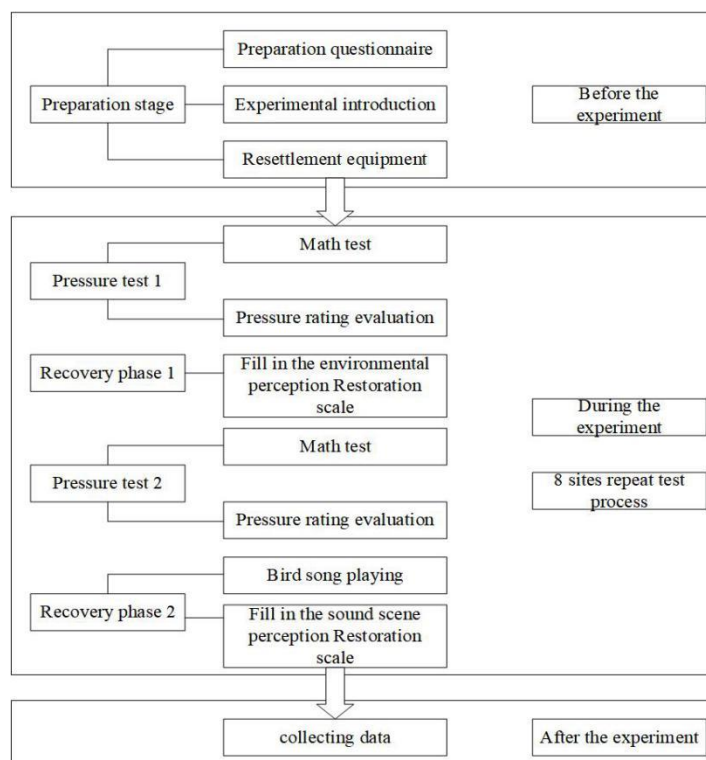 Preparation questionnaire
Preparation stage
Experimental introduction
Before the
experiment
Resettlement equipment
Math test
Pressure test 1
Pressure rating evaluation
Recovery phase 1
Fill in the environmental
perception Restoration
scale
During the
experiment
Math test
Pressure test 2
8 sites repeat test
process
Pressure rating evaluation
Bird song playing
Recovery phase 2
Fill in the sound scene
perception Restoration
scale
collecting data
After the experiment